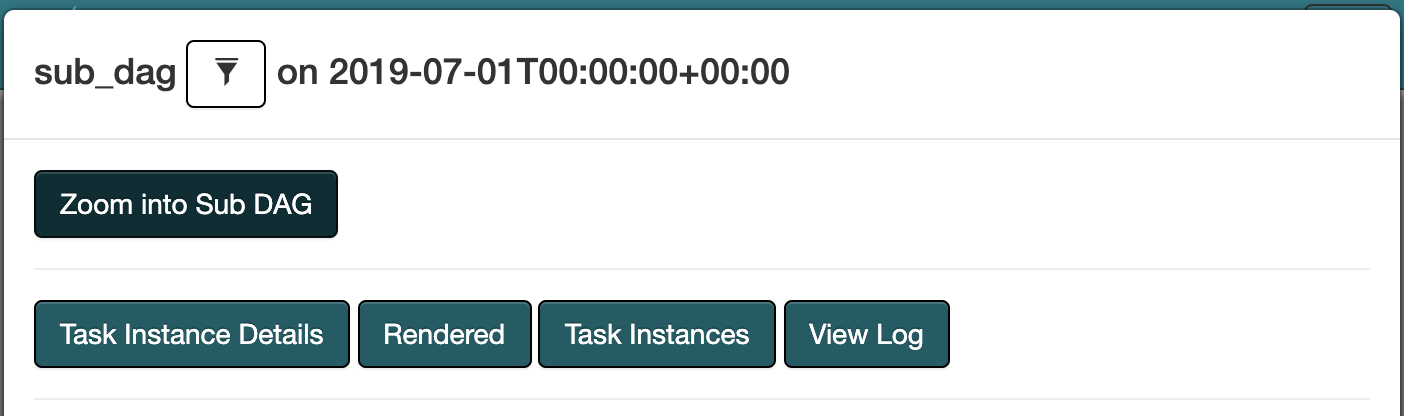 sub_dag on 2019-07-01T00:00:00+00:00
Zoom into Sub DAG
Task Instance Details Rendered Task Instances View Log